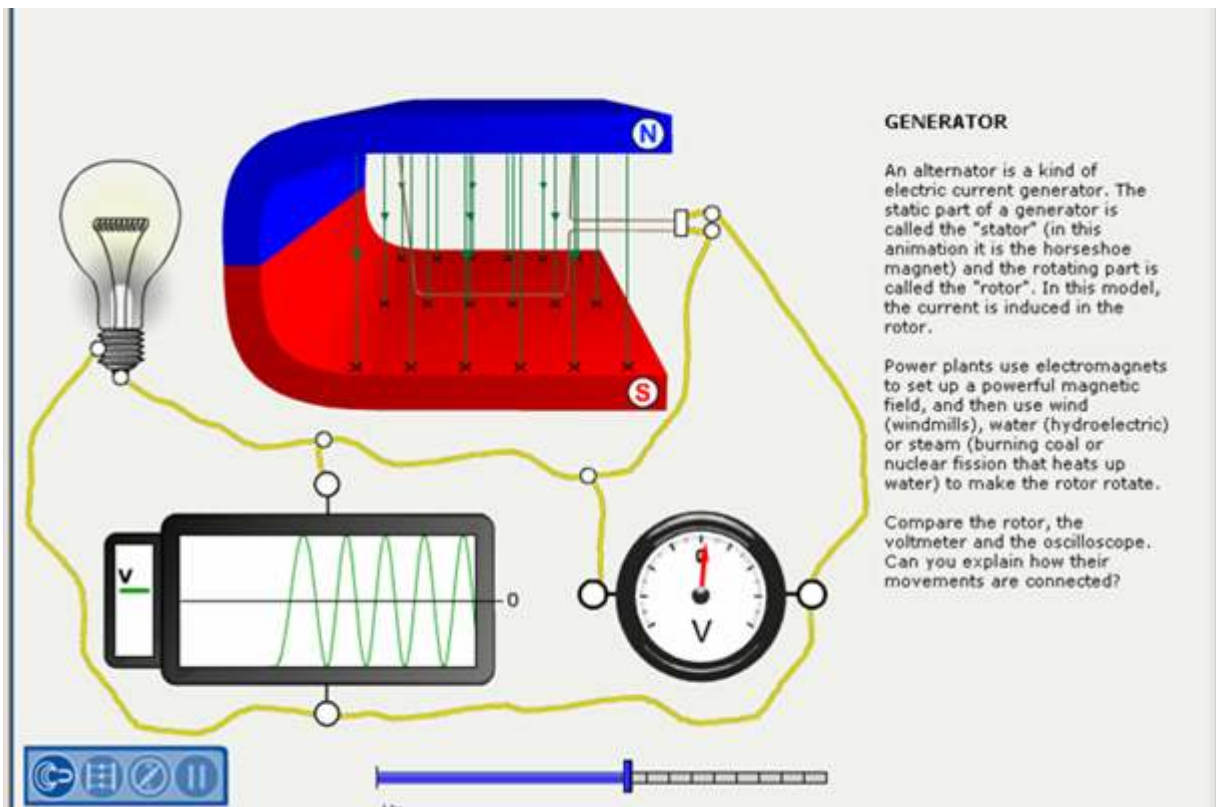 GENERATOR
An alternator is a kind of
electric current generator. The
static part of a generator is
called the "stator" (in this
animation it is the horseshoe
magnet) and the rotating part is
called the "rotor". In this model,
the current is induced in the
rotor.
Power plants use electromagnets
to set up a powerful magnetic
field, and then use wind
(windmills), water (hydroelectric)
or steam (burning coal or
nuclear fission that heats up
water) to make the rotor rotate.
Compare the rotor, the
voltmeter and the oscilloscope.
Can you explain how their
movements are connected?
N
S
V
0
0
V